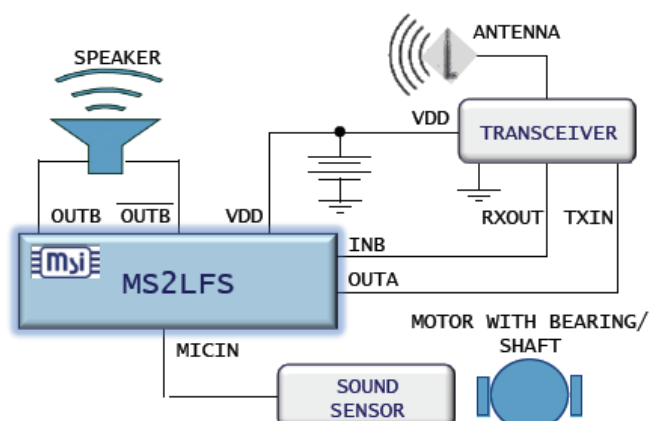 ANTENNA
SPEAKER
VDD
TRANSCEIVER
OUTB
OUTB
VDD
RXOUT
TXIN
msi
MS2LFS
INB
OUTA
MICIN
MOTOR WITH BEARING/
SHAFT
SOUND
SENSOR